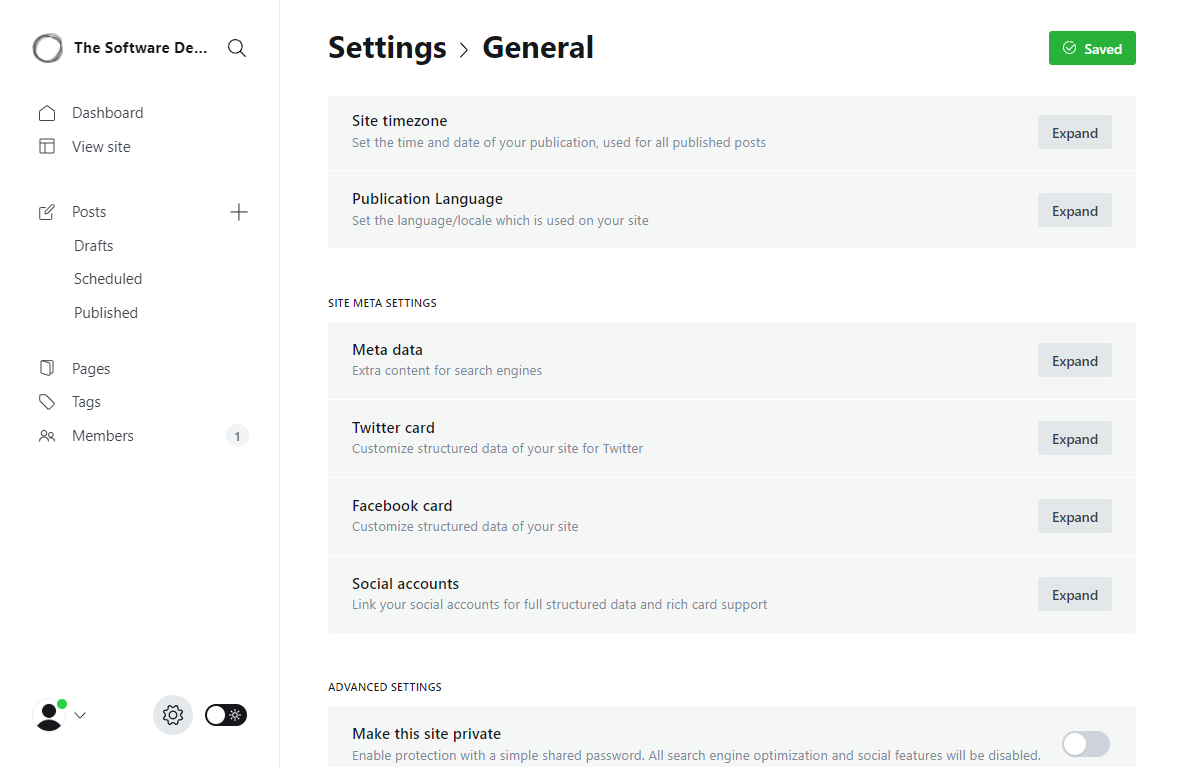 The Software De...
Dashboard
View site
Posts
Drafts
Scheduled
Published
Pages
Tags
Members
1
Settings
General
Saved
Site timezone
Set the time and date of your publication, used for all published posts
Expand
Publication Language
Set the language/locale which is used on your site
Expand
SITE META SETTINGS
Meta data
Extra content for search engines
Expand
Twitter card
Customize structured data of your site for Twitter
Expand
Facebook card
Customize structured data of your site
Expand
Social accounts
Link your social accounts for full structured data and rich card support
Expand
ADVANCED SETTINGS
Make this site private
Enable protection with a simple shared password. All search engine optimization and social features will be disabled.